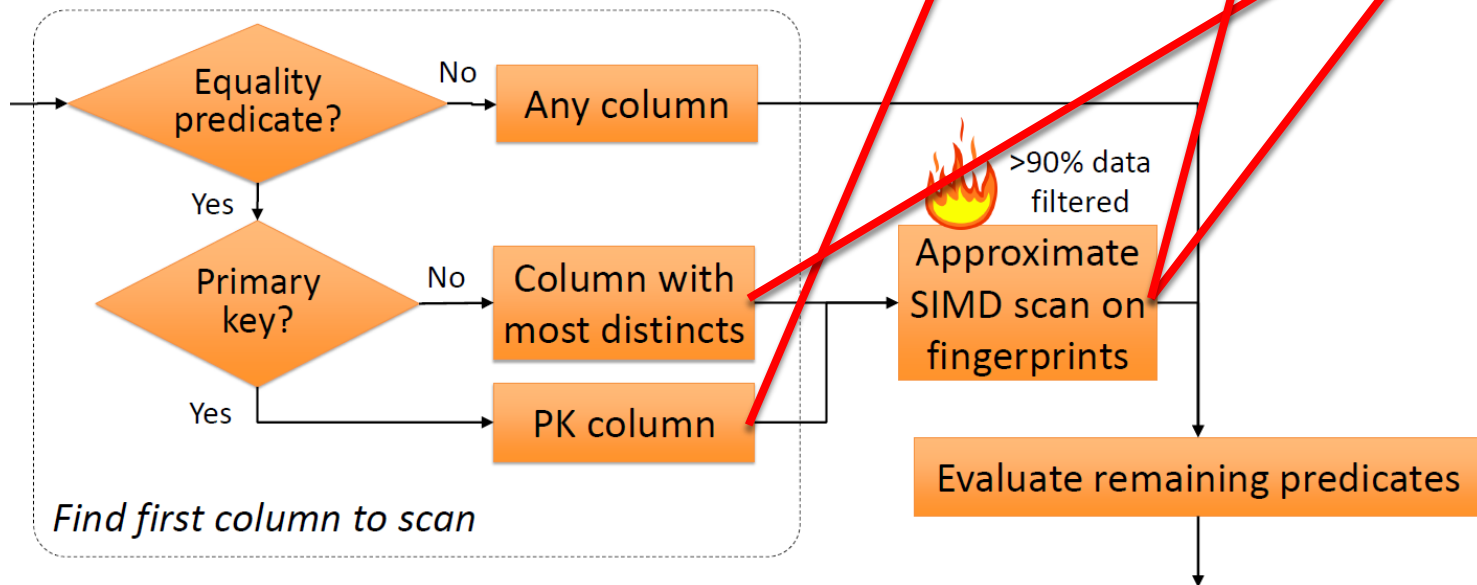 Equality
predicate?
No
Any column
>90% data
filtered
Yes
Primary
key?
No
Column with
most distincts
Approximate
SIMD scan on
fingerprints
Yes
PK column
Evaluate remaining predicates
Find first column to scan